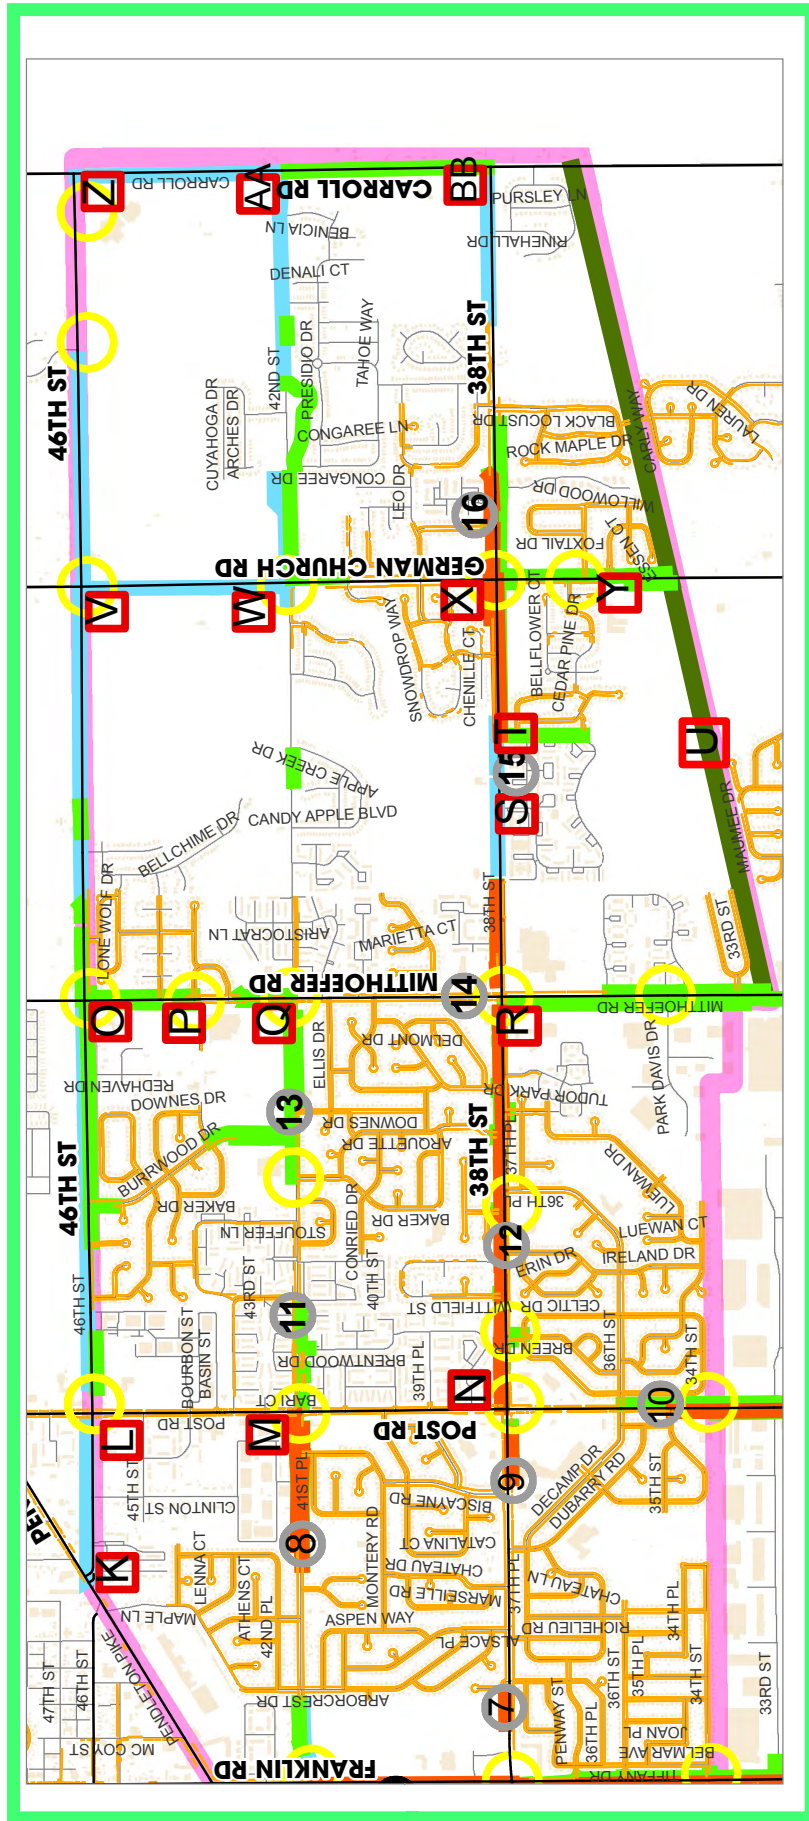 Z
AA
BB
CARROLL RD
CARROLL RD
PURSLEY LN
BENICIA LN
RINEHALL DR
DENALI CT
46TH ST
42ND ST
PRESIDIO DR
TAHOE WAY
38TH ST
CUYAHOGA DR
ARCHES DR
CONGAREE LN
BLACK LOCUST DR
ROCK MAPLE DR
CARLY WAY
LAUREN DR
CONGAREE DR
LEO DR
WILLOWOOD DR
16
FOXTAIL DR
ESSEN CT
GERMAN CHURCH RD
V
W
X
Y
SNOWDROP WAY
CHENILLE CT
BELLFLOWER CT
CEDAR PINE DR
T
U
APPLE CREEK DR
15
S
CANDY APPLE BLVD
BELLCHIME DR
MAUMEE DR
LONE WOLF DR
ARISTOCRAT LN
MARIETTA CT
38TH ST
33RD ST
MITTHOEFER RD
14
MITTHOEFER RD
O
P
Q
R
ELLIS DR
DELMONT DR
PARK DAVIS DR
REDHAVEN DR
DOWNES DR
13
DOWNES DR
ARQUETTE DR
TUDOR PARK DR
37TH PL
38TH ST
46TH ST
BURRWOOD DR
BAKER DR
STOUFFER LN
CONRIED DR
BAKER DR
36TH PL
LUEWAN DR
LUEWAN CT
12
ERIN DR
IRELAND DR
46TH ST
43RD ST
40TH ST
11
WITTFIELD ST
CELTIC DR
BOURBON ST
BASIN ST
BRENTWOOD DR
39TH PL
BREEN DR
36TH ST
34TH ST
BARI CT
N
10
L
POST RD
M
POST RD
45TH ST
CLINTON ST
41ST PL
BISCAYNE RD
9
DECAMP DR
DUBARRY RD
35TH ST
8
CATALINA CT
MONTERY RD
CHATEAU DR
MARSEILLE RD
37TH PL
CHATEAU LN
K
LENNA CT
MAPLE LN
ATHENS CT
42ND PL
ASPEN WAY
ALSACE PL
RICHELIEU RD
34TH PL
35TH PL
36TH ST
34TH ST
47TH ST
46TH ST
PENDLETON PIKE
ARBORCREST DR
7
PENWAY ST
36TH PL
JOAN PL
33RD ST
MC COY ST
FRANKLIN RD
BELMAR AVE
TIFFANY DR